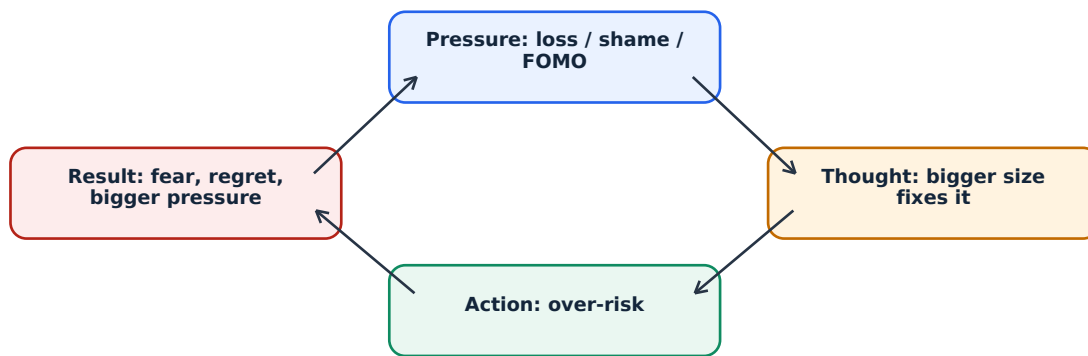 Pressure: loss / shame /
FOMO
Result: fear, regret,
bigger pressure
Thought: bigger size
fixes it
Action: over-risk